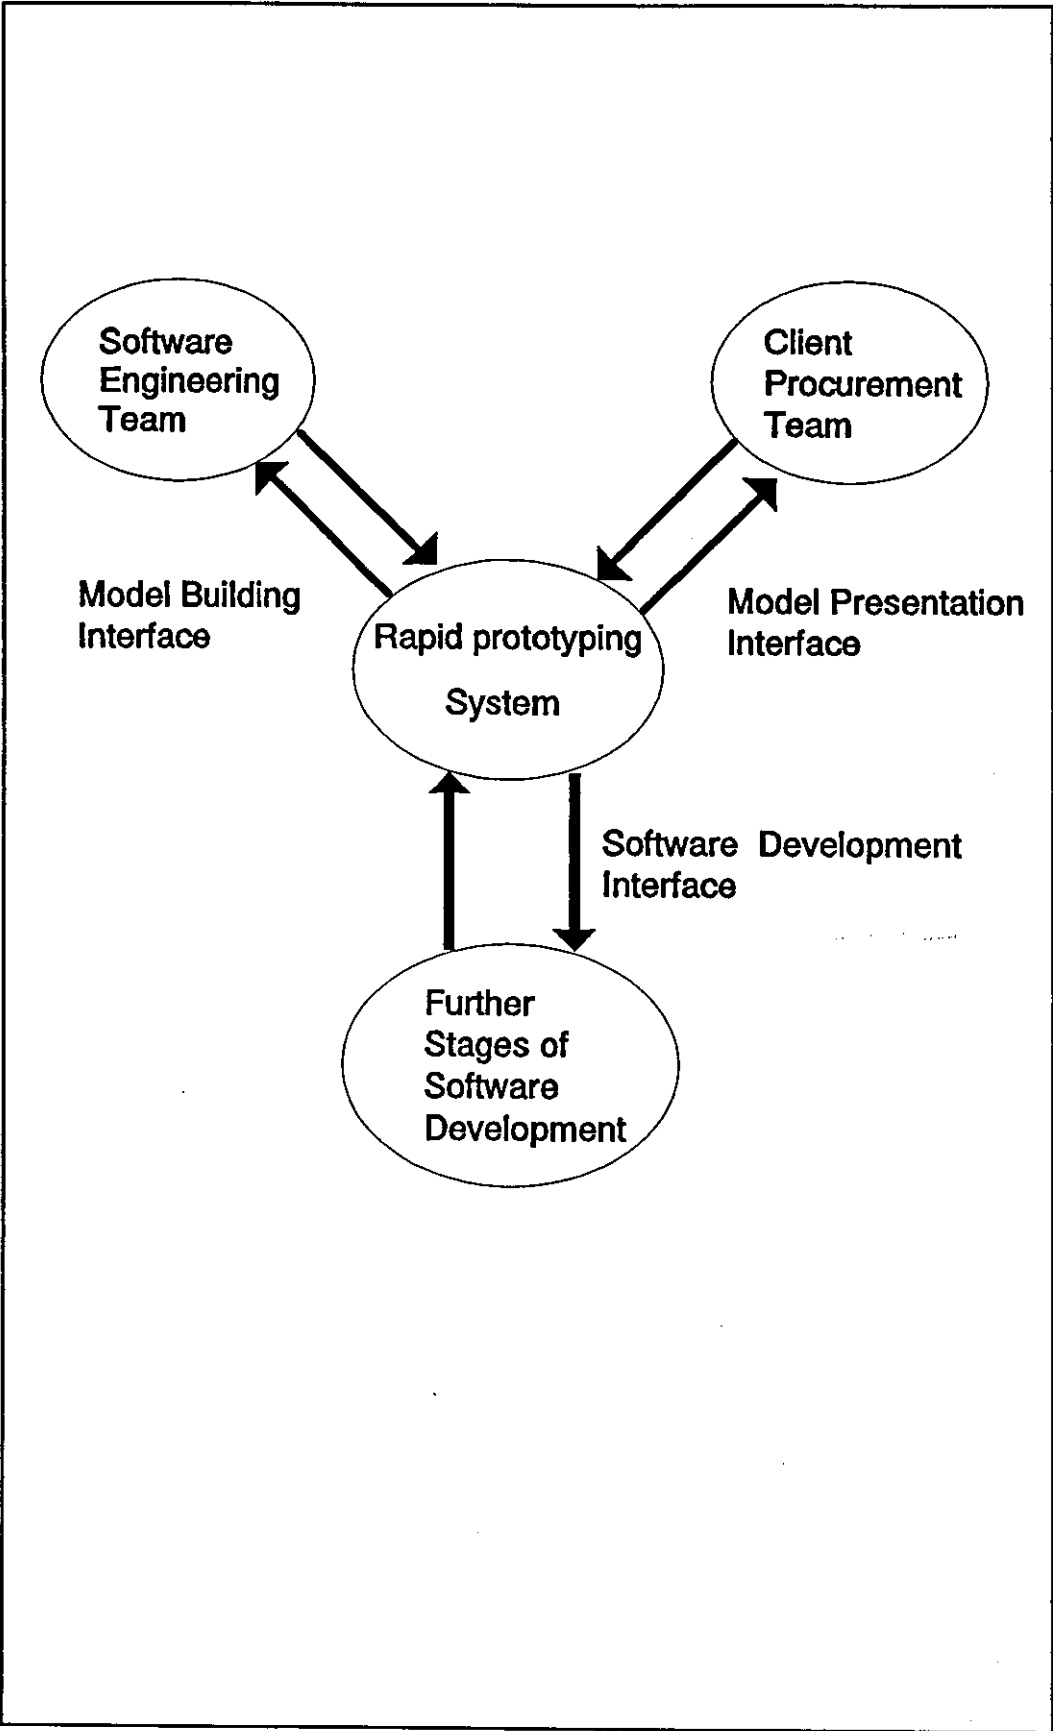 Software
Engineering
Team
Client
Procurement
Team
Model Building
Interface
Rapid prototyping
System
Model Presentation
Interface
Software Development
Interface
Further
Stages of
Software
Development